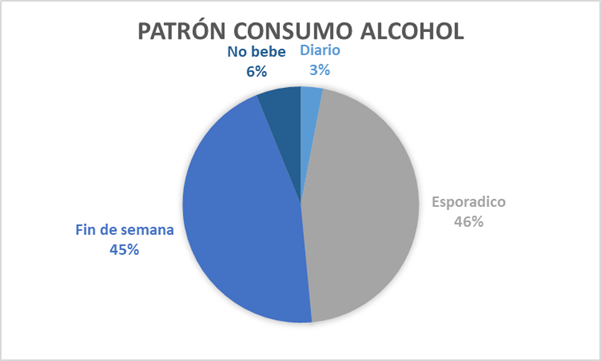 PATRÓN CONSUMO ALCOHOL
No bebe
6%
Diario
3%
Esporadico
46%
Fin de semana
45%